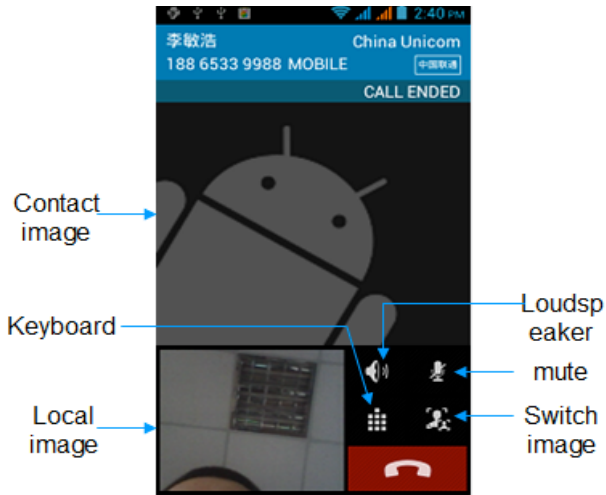 2:40 PM
李敏浩 China Unicom
188 6533 9988 MOBILE 中国联通
CALL ENDED
Contact
image
Keyboard
Loudsp
eaker
mute
Local
image
Switch
image